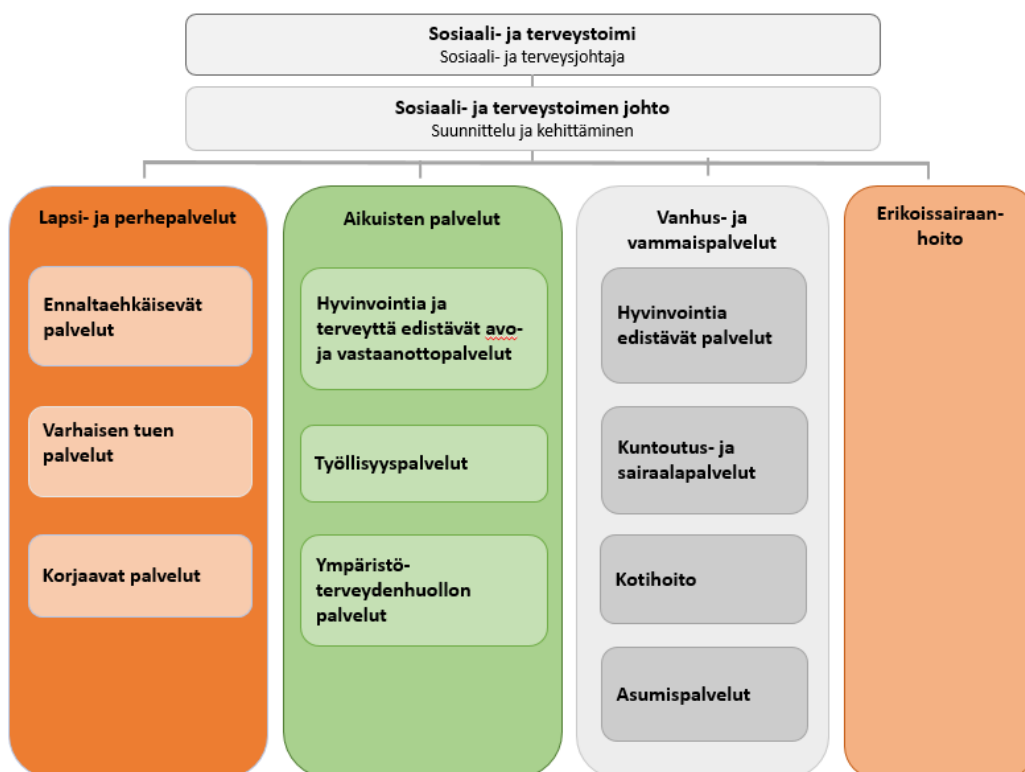 Sosiaali- ja terveystoimi
Sosiaali- ja terveysjohtaja
Sosiaali- ja terveystoimen johto
Suunnittelu ja kehittäminen
Lapsi- ja perhepalvelut
Ennaltaehkäisevät
palvelut
Varhaisen tuen
palvelut
Korjaavat palvelut
Aikuisten palvelut
Hyvinvointia ja
terveyttä edistävät avo-
ja vastaanottopalvelut
Työllisyyspalvelut
Ympäristö-
terveydenhuollon
palvelut
Vanhus- ja
vammaispalvelut
Hyvinvointia
edistävät palvelut
Kuntoutus- ja
sairaalapalvelut
Kotihoito
Asumispalvelut
Erikoissairaan-
hoito